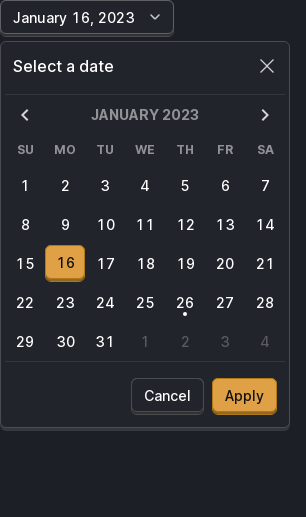 January 16, 2023
Select a date
JANUARY 2023
SU MO TU WE TH FR SA
1 2 3 4 5 6 7
8 9 10 11 12 13 14
15 16 17 18 19 20 21
22 23 24 25 26 27 28
29 30 31 1 2 3 4
Cancel Apply